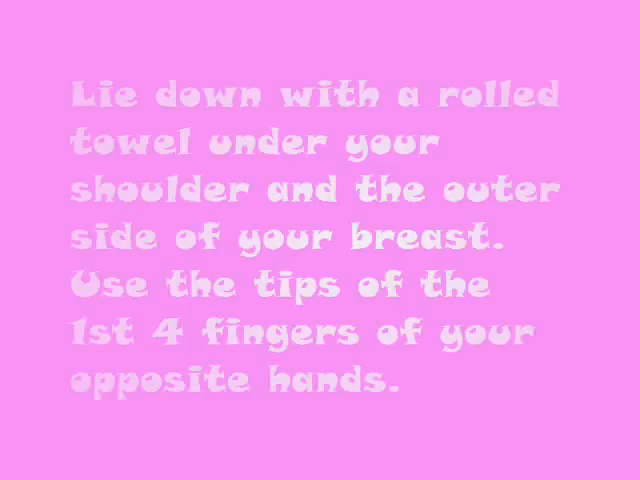 Lie down with a rolled
towel under your
shoulder and the outer
side of your breast.
Use the tips of the
1st 4 fingers of your
opposite hands.